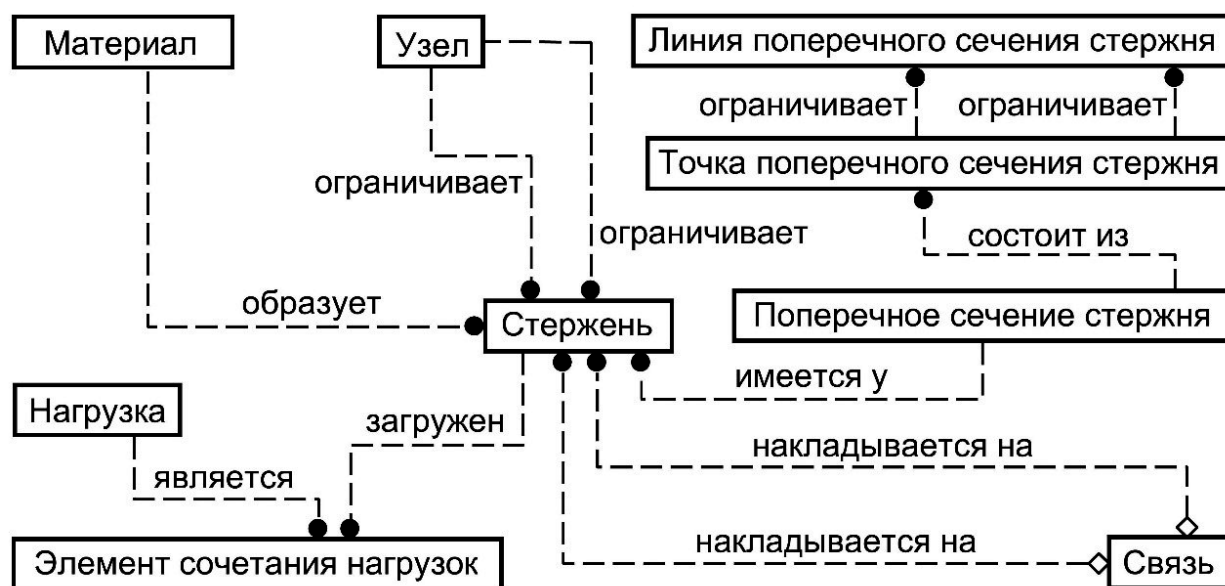 Материал
Узел
Линия поперечного сечения стержня
ограничивает
ограничивает
Точка поперечного сечения стержня
ограничивает
ограничивает
состоит из
образует
Стержень
Поперечное сечение стержня
имеется у
Нагрузка
загружен
накладывается на
является
накладывается на
Элемент сочетания нагрузок
Связь